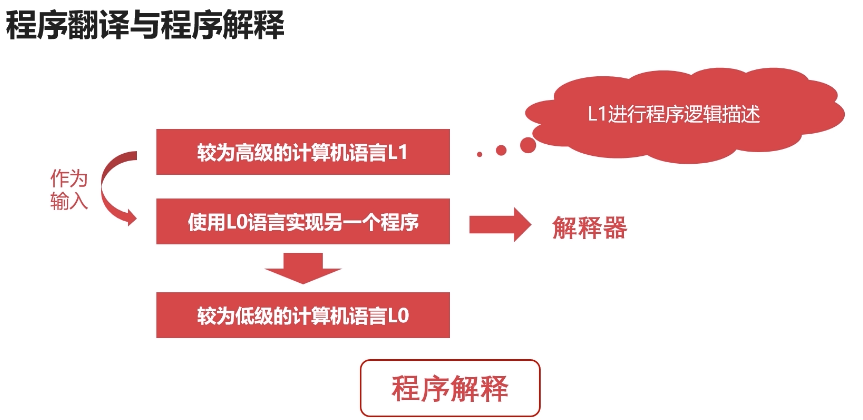 程序翻译与程序解释
L1进行程序逻辑描述
较为高级的计算机语言L1
作为
输入
使用L0语言实现另一个程序
解释器
较为低级的计算机语言L0
程序解释